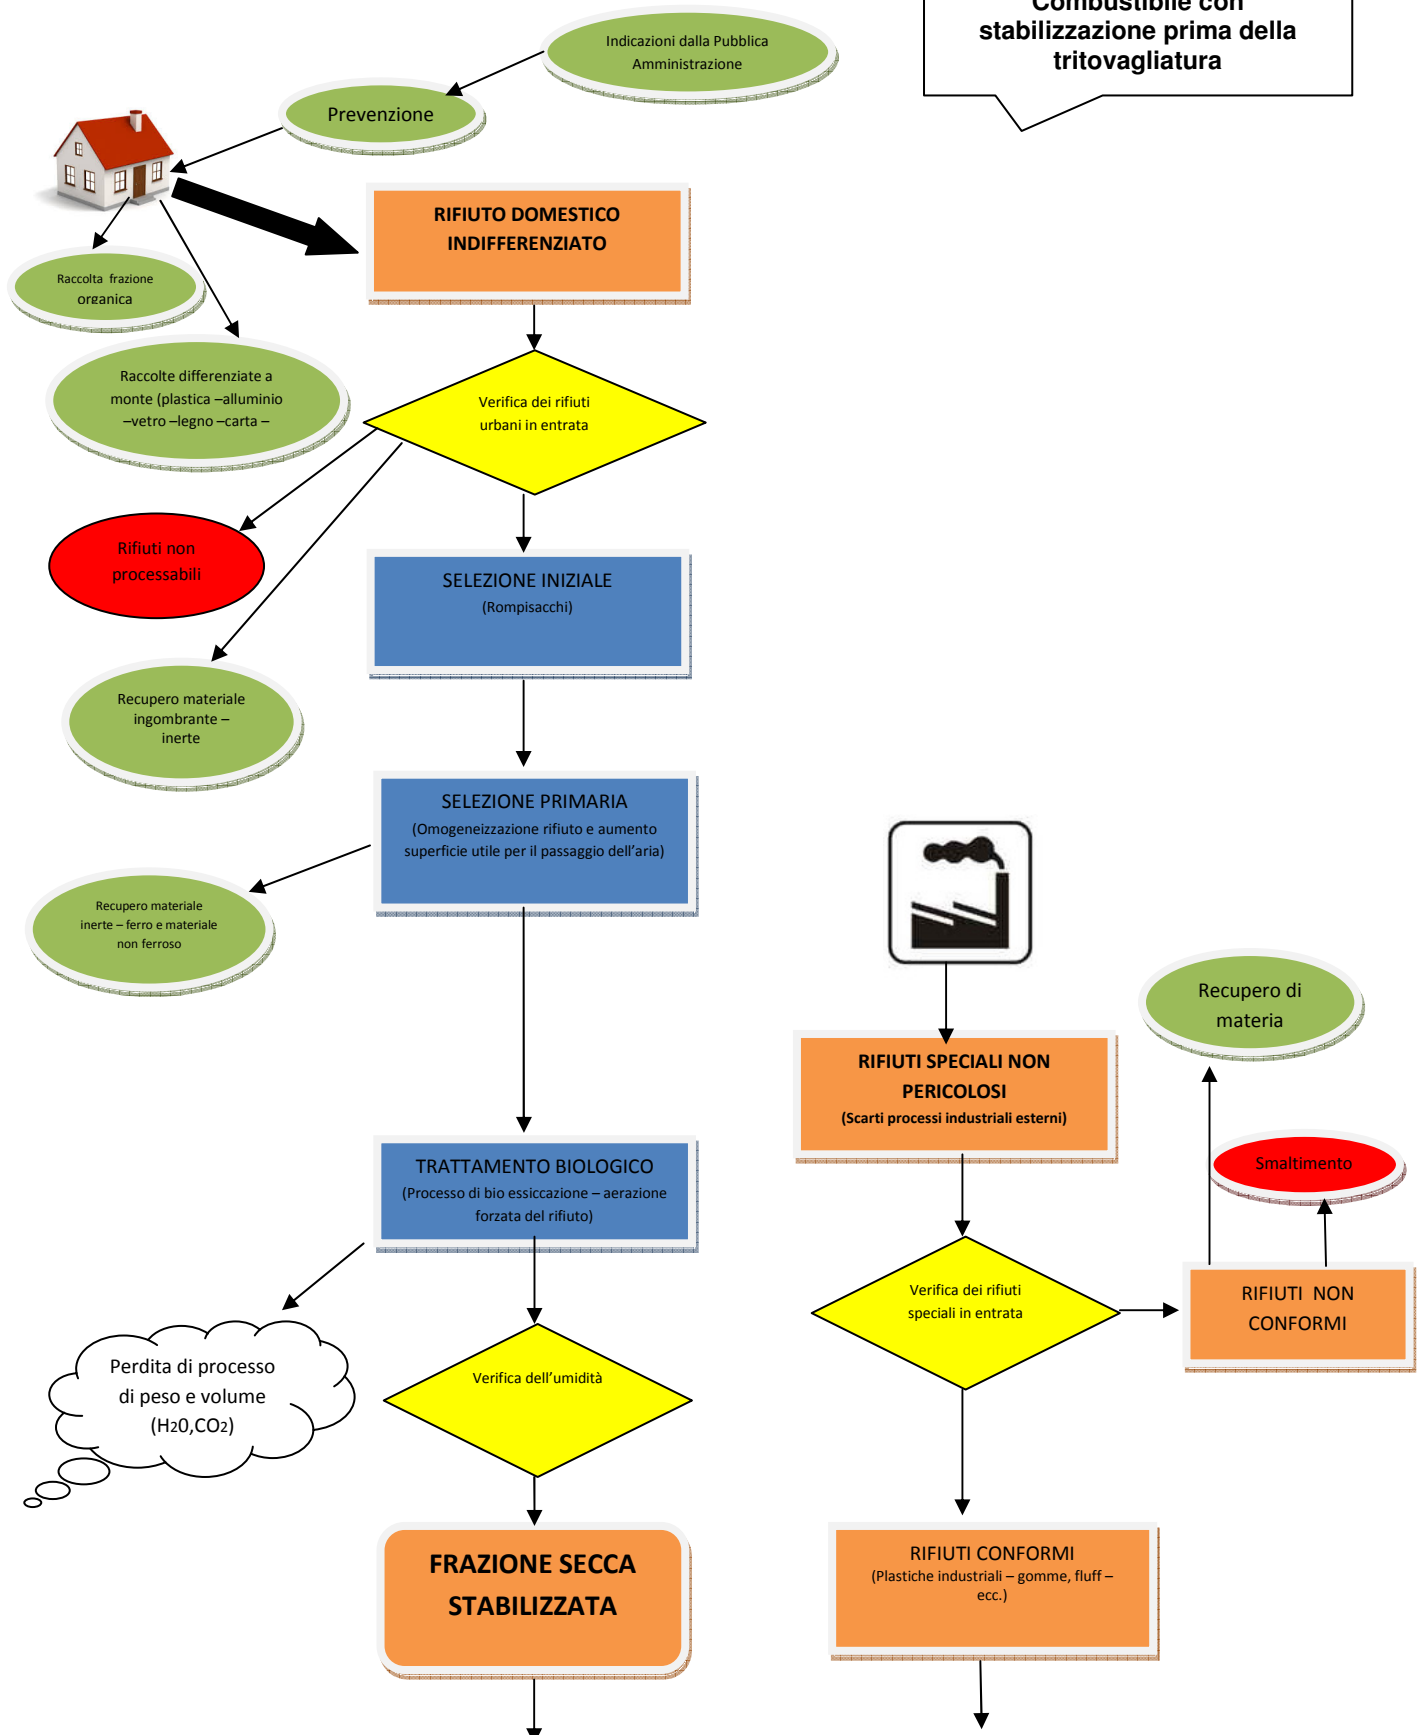 Combustibile con
stabilizzazione prima della
tritovagliatura
Indicazioni dalla Pubblica
Amministrazione
Prevenzione
RIFIUTO DOMESTICO
INDIFFERENZIATO
Raccolta frazione
organica
Raccolte differenziate a
monte (plastica –alluminio
–vetro –legno –carta –
Verifica dei rifiuti
urbani in entrata
Rifiuti non
processabili
SELEZIONE INIZIALE
(Rompisacchi)
Recupero materiale
ingombrante –
inerte
SELEZIONE PRIMARIA
(Omogeneizzazione rifiuto e aumento
superficie utile per il passaggio dell'aria)
Recupero materiale
inerte – ferro e materiale
non ferroso
Recupero di
materia
RIFIUTI SPECIALI NON
PERICOLOSI
(Scarti processi industriali esterni)
TRATTAMENTO BIOLOGICO
(Processo di bio essiccazione – aerazione
forzata del rifiuto)
Smaltimento
Verifica dei rifiuti
speciali in entrata
RIFIUTI NON
CONFORMI
Perdita di processo
di peso e volume
(H20,CO2)
Verifica dell'umidità
FRAZIONE SECCA
STABILIZZATA
RIFIUTI CONFORMI
(Plastiche industriali – gomme, fluff –
ecc.)